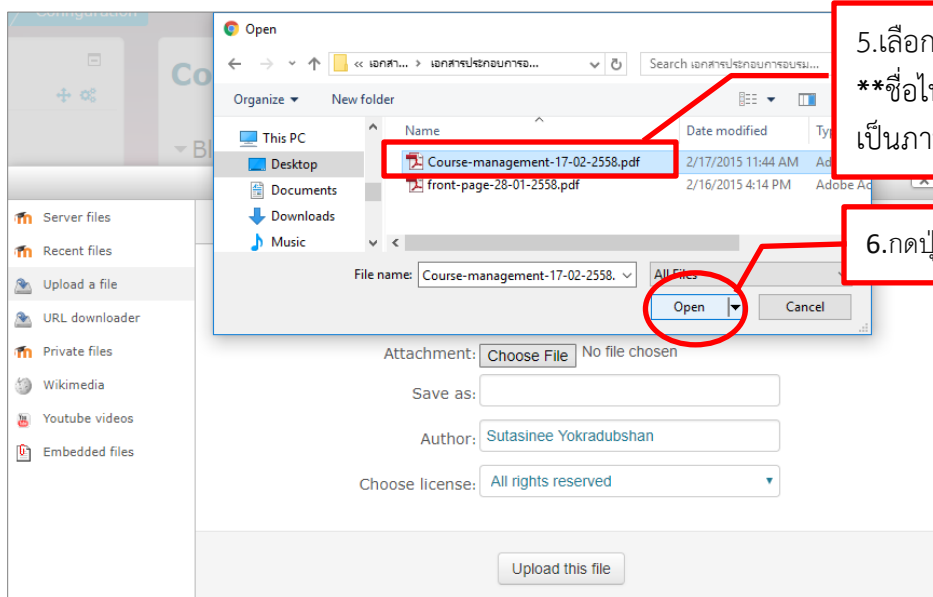 Configuration
Open
Co
Bl
« เอกสา... › เอกสารประกอบการอ...
Search เอกสารประกอบการอบรม...
Organize
New folder
This PC
Desktop
Documents
Downloads
Music
Name
Date modified
Ty
Course-management-17-02-2558.pdf
2/17/2015 11:44 AM
Ad
front-page-28-01-2558.pdf
2/16/2015 4:14 PM
Adobe Ac
File name:
Course-management-17-02-2558.
All Files
Open
Cancel
5.เลือก
**ชื่อไ
เป็นภา
6.กดปุ
Server files
Recent files
Upload a file
URL downloader
Private files
Wikimedia
Youtube videos
Embedded files
Attachment:
Choose File
No file chosen
Save as:
Author:
Sutasinee Yokradubshan
Choose license:
All rights reserved
Upload this file